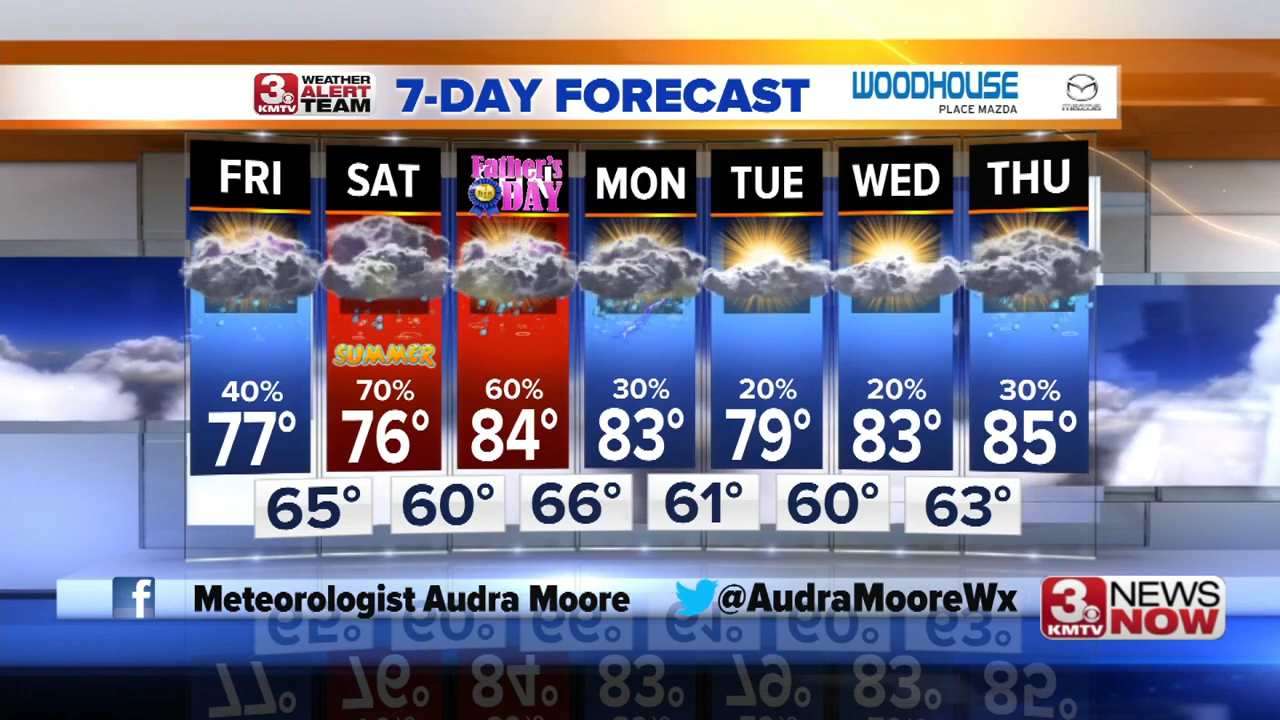 3 KMTV WEATHER ALERT TEAM
7-DAY FORECAST
WOODHOUSE
PLACE MAZDA
mazda
FRI SAT Father's DAY MON TUE WED THU
SUMMER
40% 70% 60% 30% 20% 20% 30%
77° 76° 84° 83° 79° 83° 85°
65° 60° 66° 61° 60° 63°
f Meteorologist Audra Moore @AudraMooreWx
3 KMTV NEWS NOW